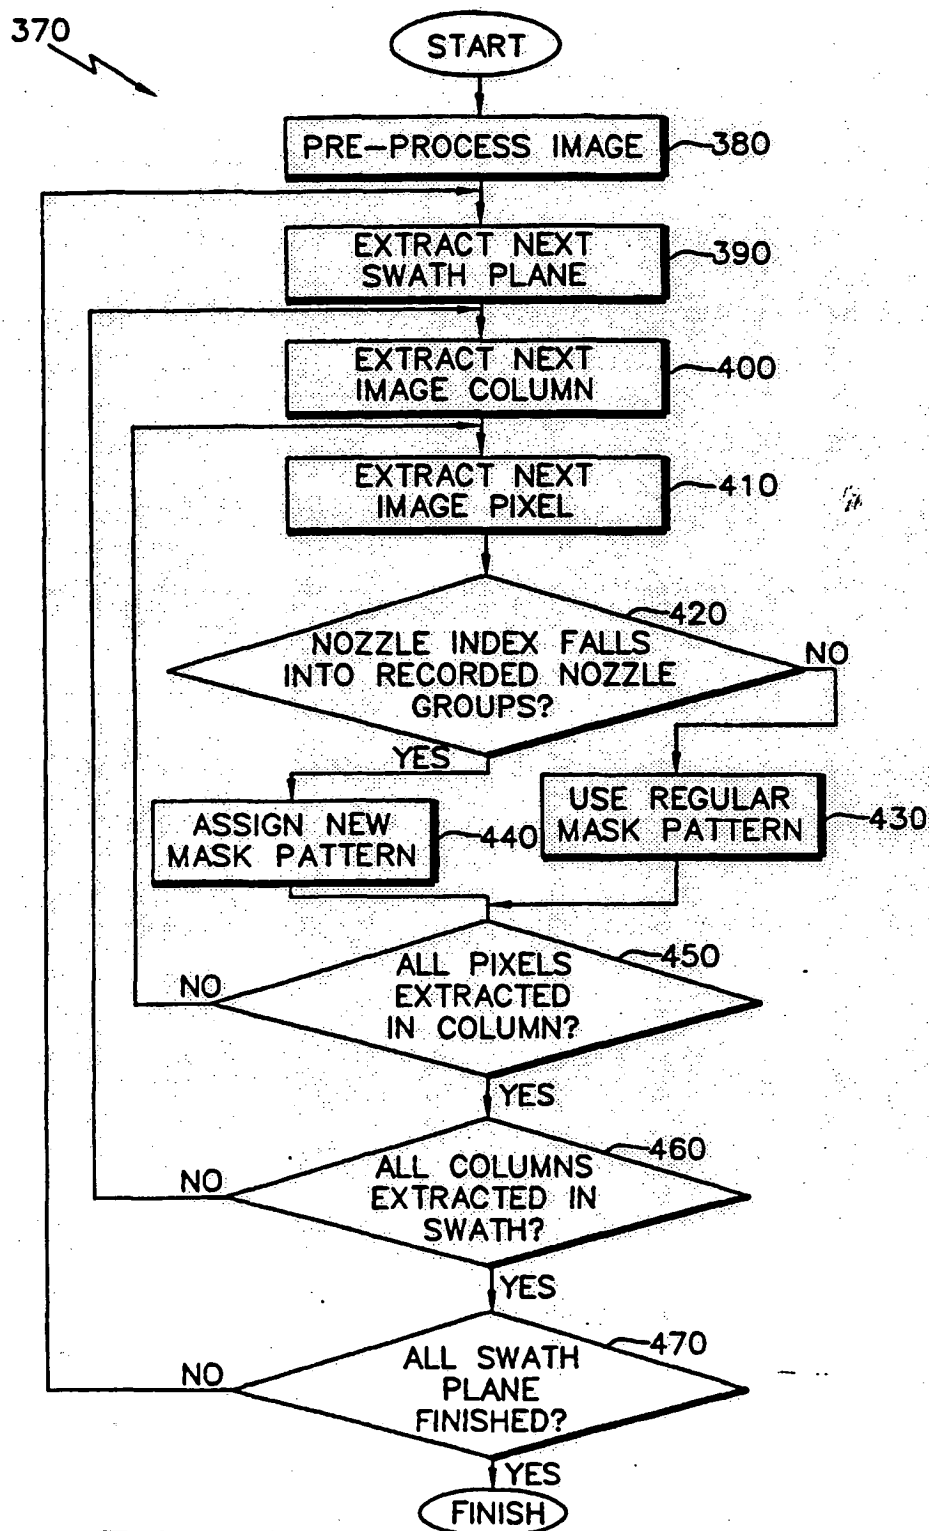 370
START
PRE-PROCESS IMAGE
380
EXTRACT NEXT
SWATH PLANE
390
EXTRACT NEXT
IMAGE COLUMN
400
EXTRACT NEXT
IMAGE PIXEL
410
420
NOZZLE INDEX FALLS
INTO RECORDED NOZZLE
GROUPS?
NO
YES
ASSIGN NEW
MASK PATTERN
440
USE REGULAR
MASK PATTERN
430
450
ALL PIXELS
EXTRACTED
IN COLUMN?
NO
YES
460
ALL COLUMNS
EXTRACTED IN
SWATH?
NO
YES
470
ALL SWATH
PLANE
FINISHED?
NO
YES
FINISH